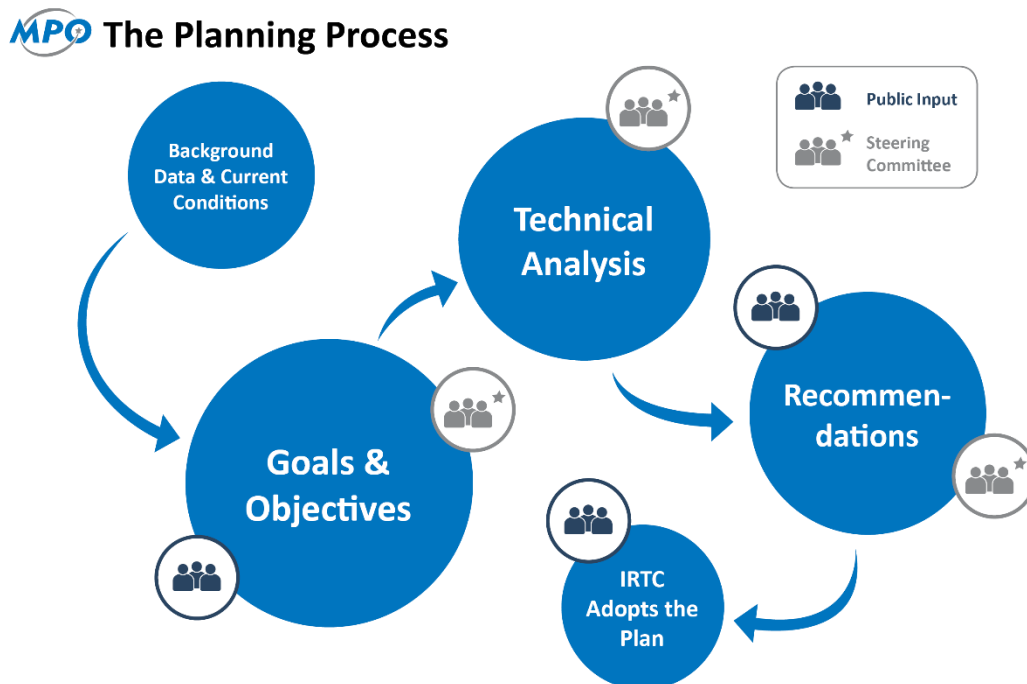 MPO The Planning Process
Background
Data & Current
Conditions
Technical
Analysis
Public Input
Steering
Committee
Goals &
Objectives
Recommen-
dations
IRTC
Adopts the
Plan